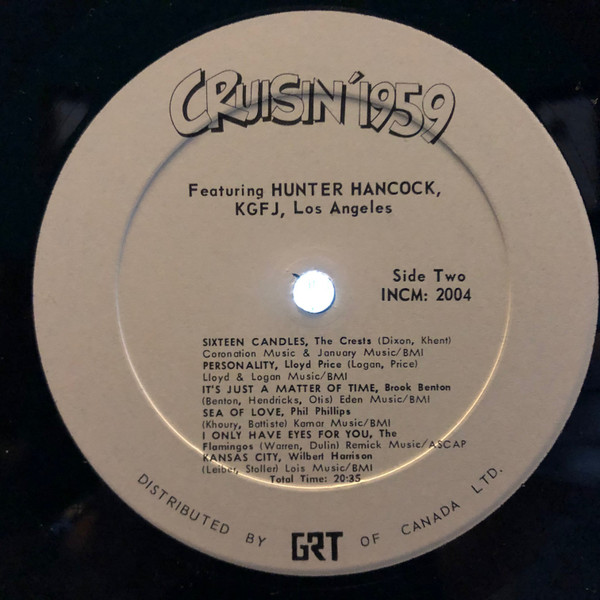 CRUISIN' 1959
Featuring HUNTER HANCOCK,
KGFJ, Los Angeles
Side Two
INCM: 2004
SIXTEEN CANDLES, The Crests (Dixon, Khent)
Coronation Music & January Music/BMI
PERSONALITY, Lloyd Price (Logan, Price)
Lloyd & Logan Music/BMI
IT'S JUST A MATTER OF TIME, Brook Benton
(Benton, Hendricks, Otis) Eden Music/BMI
SEA OF LOVE, Phil Phillips
(Khoury, Battiste) Kamar Music/BMI
I ONLY HAVE EYES FOR YOU, The
Flamingos (Warren, Dulin) Remick Music/ASCAP
KANSAS CITY, Wilbert Harrison
(Leiber, Stoller) Lois Music/BMI
Total Time: 20:35
DISTRIBUTED BY GRT OF CANADA LTD.